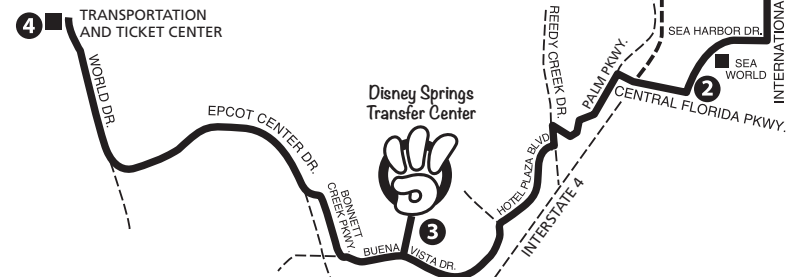 4
TRANSPORTATION
AND TICKET CENTER
WORLD DR.
EPCOT CENTER DR.
Disney Springs
Transfer Center
BONNETT
CREEK PKWY.
BUENA VISTA DR.
3
HOTEL PLAZA BLVD
REEDY CREEK DR.
PALM PKWY.
INTERSTATE 4
SEA HARBOR DR.
SEA
WORLD
2
CENTRAL FLORIDA PKWY.
INTERNATIONA